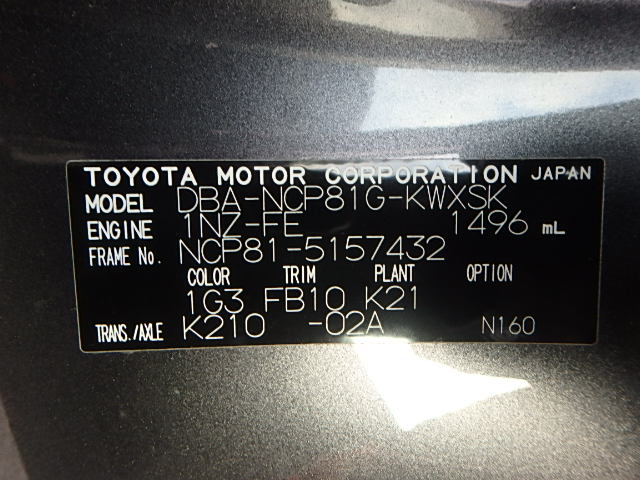 TOYOTA MOTOR CORPORATION JAPAN
MODEL DBA-NCP81G-KWXSK
ENGINE 1NZ-FE 1496 mL
FRAME No. NCP81-5157432
COLOR TRIM PLANT OPTION
1G3 FB10 K21
TRANS./AXLE K210 -02A N160